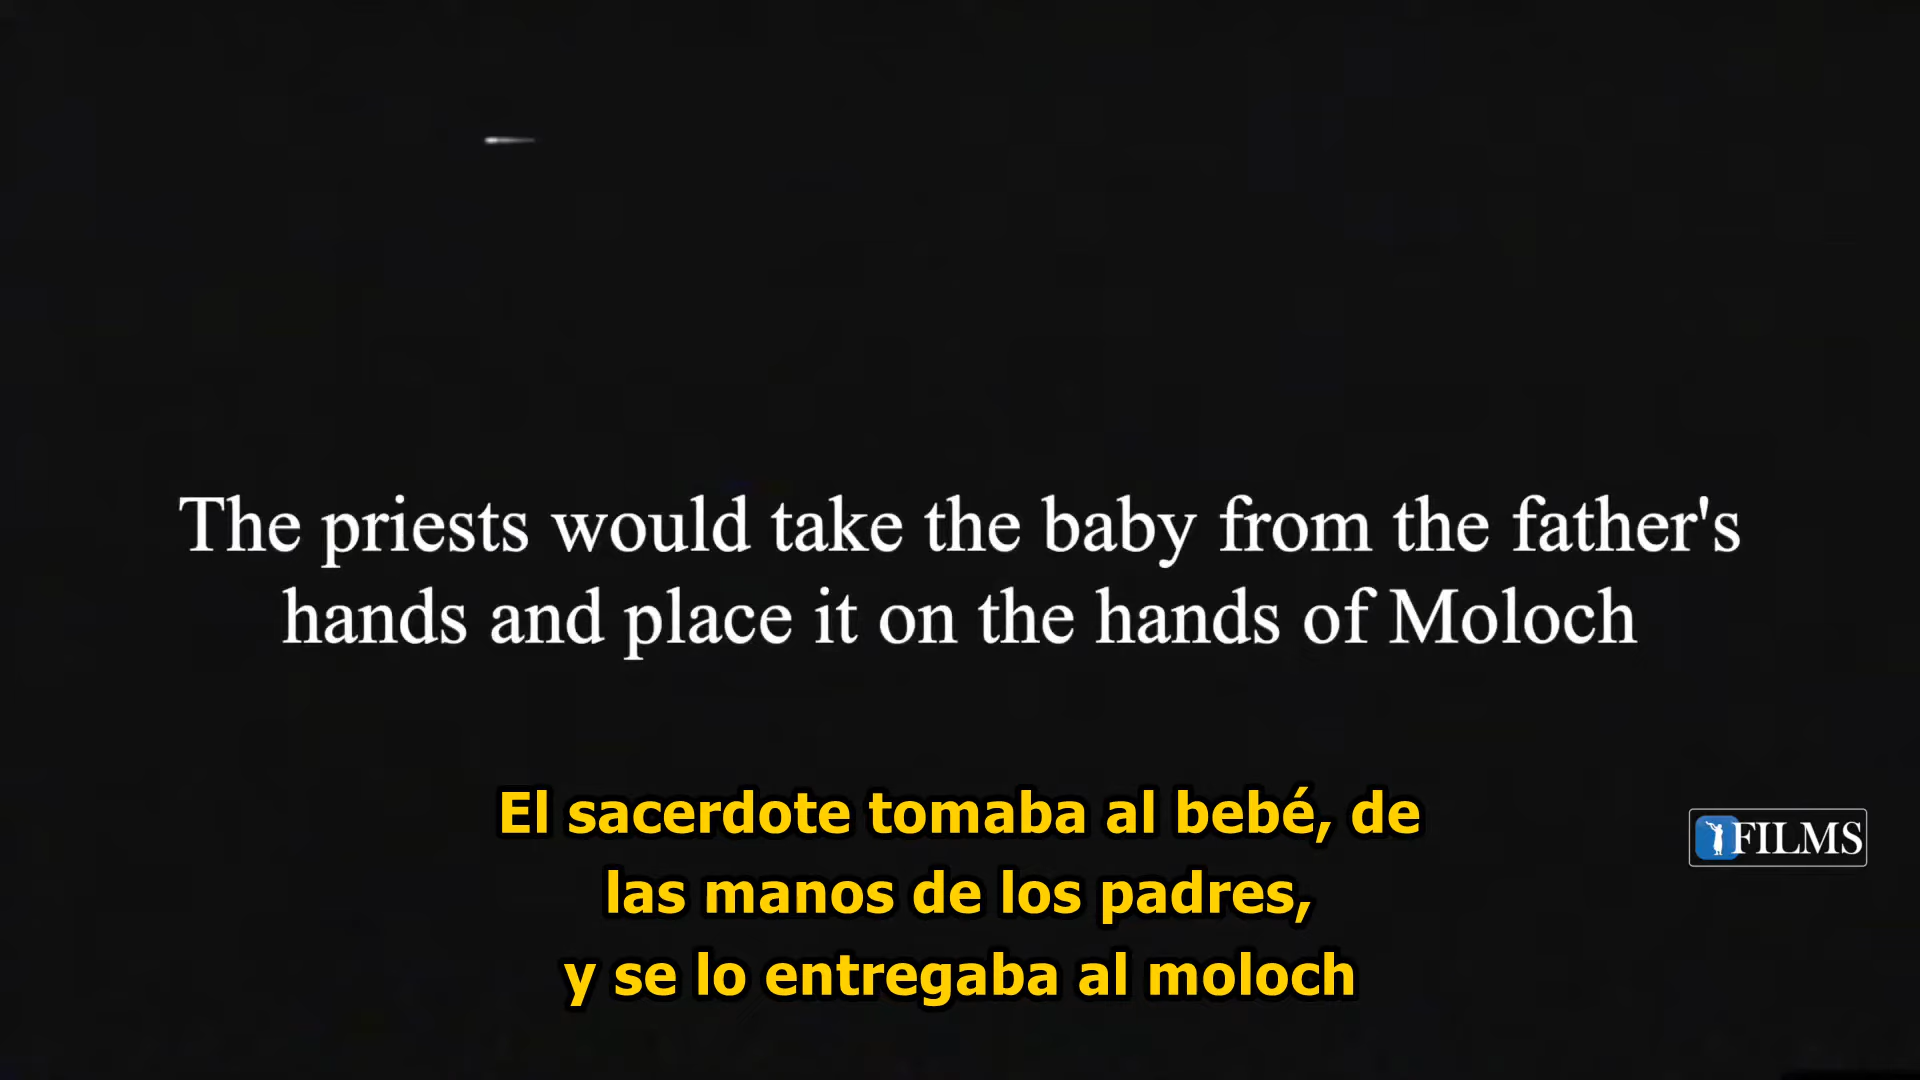 The priests would take the baby from the father's
hands and place it on the hands of Moloch
El sacerdote tomaba al bebé, de
las manos de los padres,
FILMS
y se lo entregaba al moloch